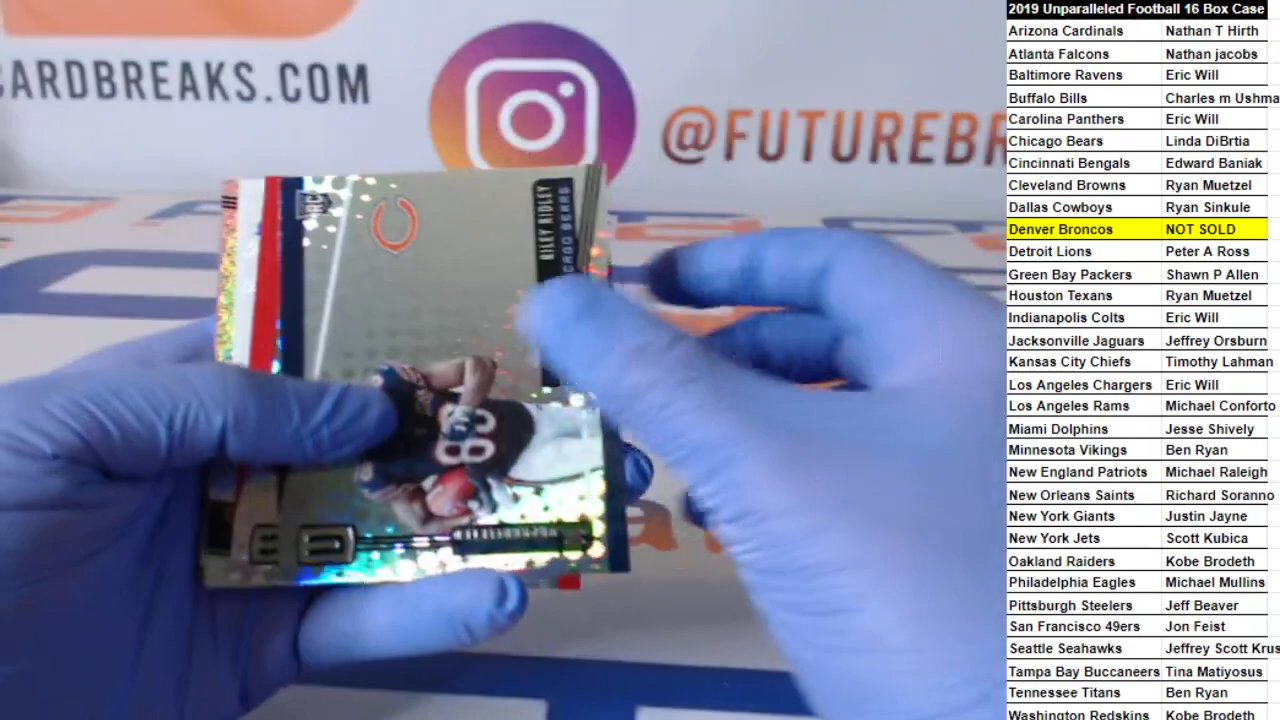 CARDBREAKS.COM
@FUTUREBR
RC
RILEY RIDLEY
CHICAGO BEARS
80
2019 Unparalleled Football 16 Box Case
Arizona Cardinals Nathan T Hirth
Atlanta Falcons Nathan jacobs
Baltimore Ravens Eric Will
Buffalo Bills Charles m Ushma
Carolina Panthers Eric Will
Chicago Bears Linda DiBrtia
Cincinnati Bengals Edward Baniak
Cleveland Browns Ryan Muetzel
Dallas Cowboys Ryan Sinkule
Denver Broncos NOT SOLD
Detroit Lions Peter A Ross
Green Bay Packers Shawn P Allen
Houston Texans Ryan Muetzel
Indianapolis Colts Eric Will
Jacksonville Jaguars Jeffrey Orsburn
Kansas City Chiefs Timothy Lahman
Los Angeles Chargers Eric Will
Los Angeles Rams Michael Conforto
Miami Dolphins Jesse Shively
Minnesota Vikings Ben Ryan
New England Patriots Michael Raleigh
New Orleans Saints Richard Soranno
New York Giants Justin Jayne
New York Jets Scott Kubica
Oakland Raiders Kobe Brodeth
Philadelphia Eagles Michael Mullins
Pittsburgh Steelers Jeff Beaver
San Francisco 49ers Jon Feist
Seattle Seahawks Jeffrey Scott Krus
Tampa Bay Buccaneers Tina Matiyosus
Tennessee Titans Ben Ryan
Washington Redskins Kobe Brodeth